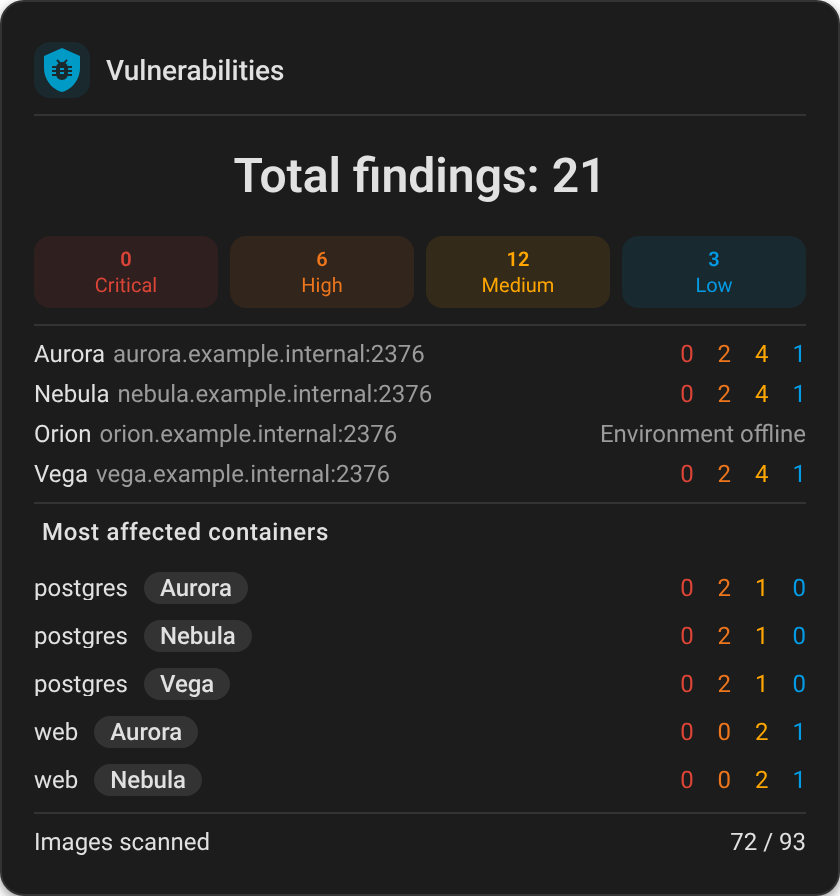 Vulnerabilities
Total findings: 21
0 6 12 3
Critical High Medium Low
Aurora aurora.example.internal:2376 0 2 4 1
Nebula nebula.example.internal:2376 0 2 4 1
Orion orion.example.internal:2376 Environment offline
Vega vega.example.internal:2376 0 2 4 1
Most affected containers
postgres Aurora 0 2 1 0
postgres Nebula 0 2 1 0
postgres Vega 0 2 1 0
web Aurora 0 0 2 1
web Nebula 0 0 2 1
Images scanned 72 / 93